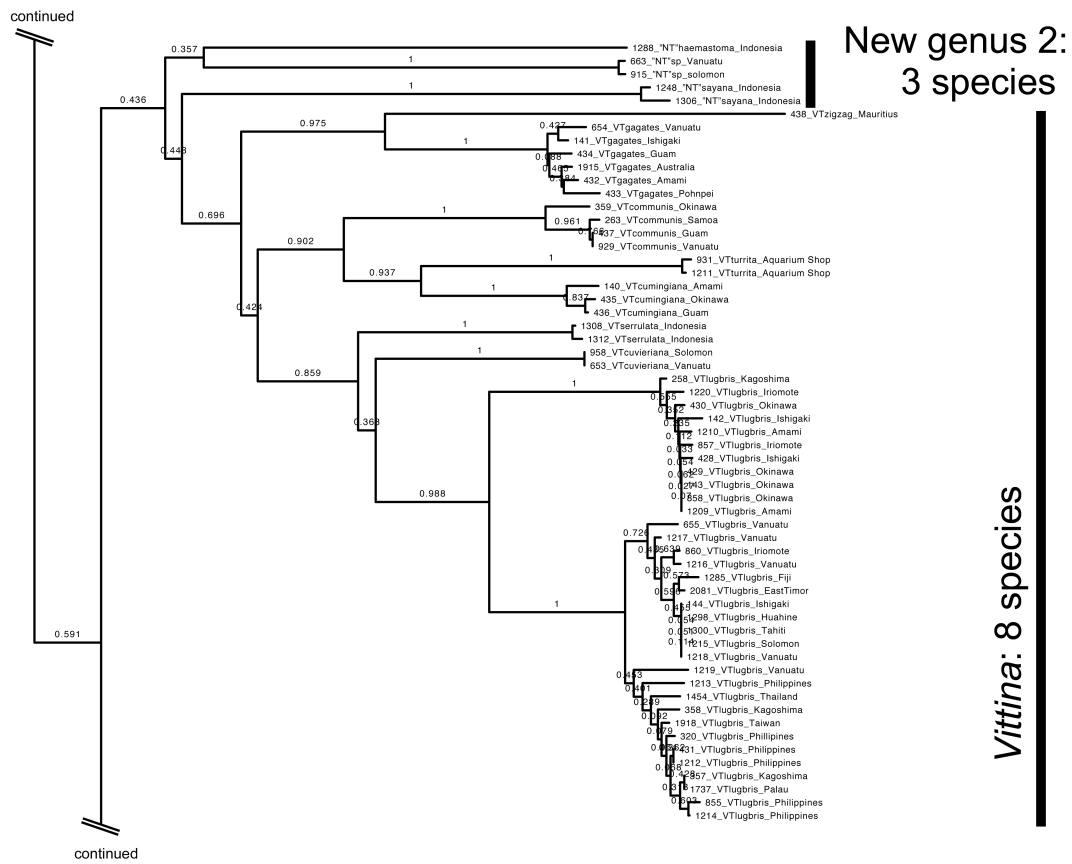 continued
New genus 2:
3 species
0.357
1288_"NT"haemastoma_Indonesia
1
663_"NT"sp_Vanuatu
915_"NT"sp_solomon
0.436
1
1248_"NT"sayana_Indonesia
1306_"NT"sayana_Indonesia
438_VTzigzag_Mauritius
0.975
0.427
654_VTgagates_Vanuatu
141_VTgagates_Ishigaki
1
434_VTgagates_Guam
1915_VTgagates_Australia
432_VTgagates_Amami
433_VTgagates_Pohnpei
0.696
1
359_VTcommunis_Okinawa
0.961
263_VTcommunis_Samoa
437_VTcommunis_Guam
929_VTcommunis_Vanuatu
0.902
1
931_VTturrita_Aquarium Shop
1211_VTturrita_Aquarium Shop
0.937
1
140_VTcumingiana_Amami
0.837
435_VTcumingiana_Okinawa
436_VTcumingiana_Guam
0.424
1
1308_VTserrulata_Indonesia
1312_VTserrulata_Indonesia
1
958_VTcuvieriana_Solomon
653_VTcuvieriana_Vanuatu
0.859
1
258_VTlugbris_Kagoshima
1220_VTlugbris_Iriomote
430_VTlugbris_Okinawa
142_VTlugbris_Ishigaki
1210_VTlugbris_Amami
857_VTlugbris_Iriomote
428_VTlugbris_Ishigaki
429_VTlugbris_Okinawa
143_VTlugbris_Okinawa
858_VTlugbris_Okinawa
1209_VTlugbris_Amami
0.988
655_VTlugbris_Vanuatu
1217_VTlugbris_Vanuatu
860_VTlugbris_Iriomote
1216_VTlugbris_Vanuatu
1285_VTlugbris_Fiji
2081_VTlugbris_EastTimor
1
144_VTlugbris_Ishigaki
1298_VTlugbris_Huahine
1300_VTlugbris_Tahiti
1215_VTlugbris_Solomon
1218_VTlugbris_Vanuatu
0.591
1219_VTlugbris_Vanuatu
1213_VTlugbris_Philippines
1454_VTlugbris_Thailand
358_VTlugbris_Kagoshima
1918_VTlugbris_Taiwan
320_VTlugbris_Phillipines
431_VTlugbris_Philippines
1212_VTlugbris_Philippines
357_VTlugbris_Kagoshima
1737_VTlugbris_Palau
855_VTlugbris_Philippines
1214_VTlugbris_Philippines
Vittina: 8 species
continued